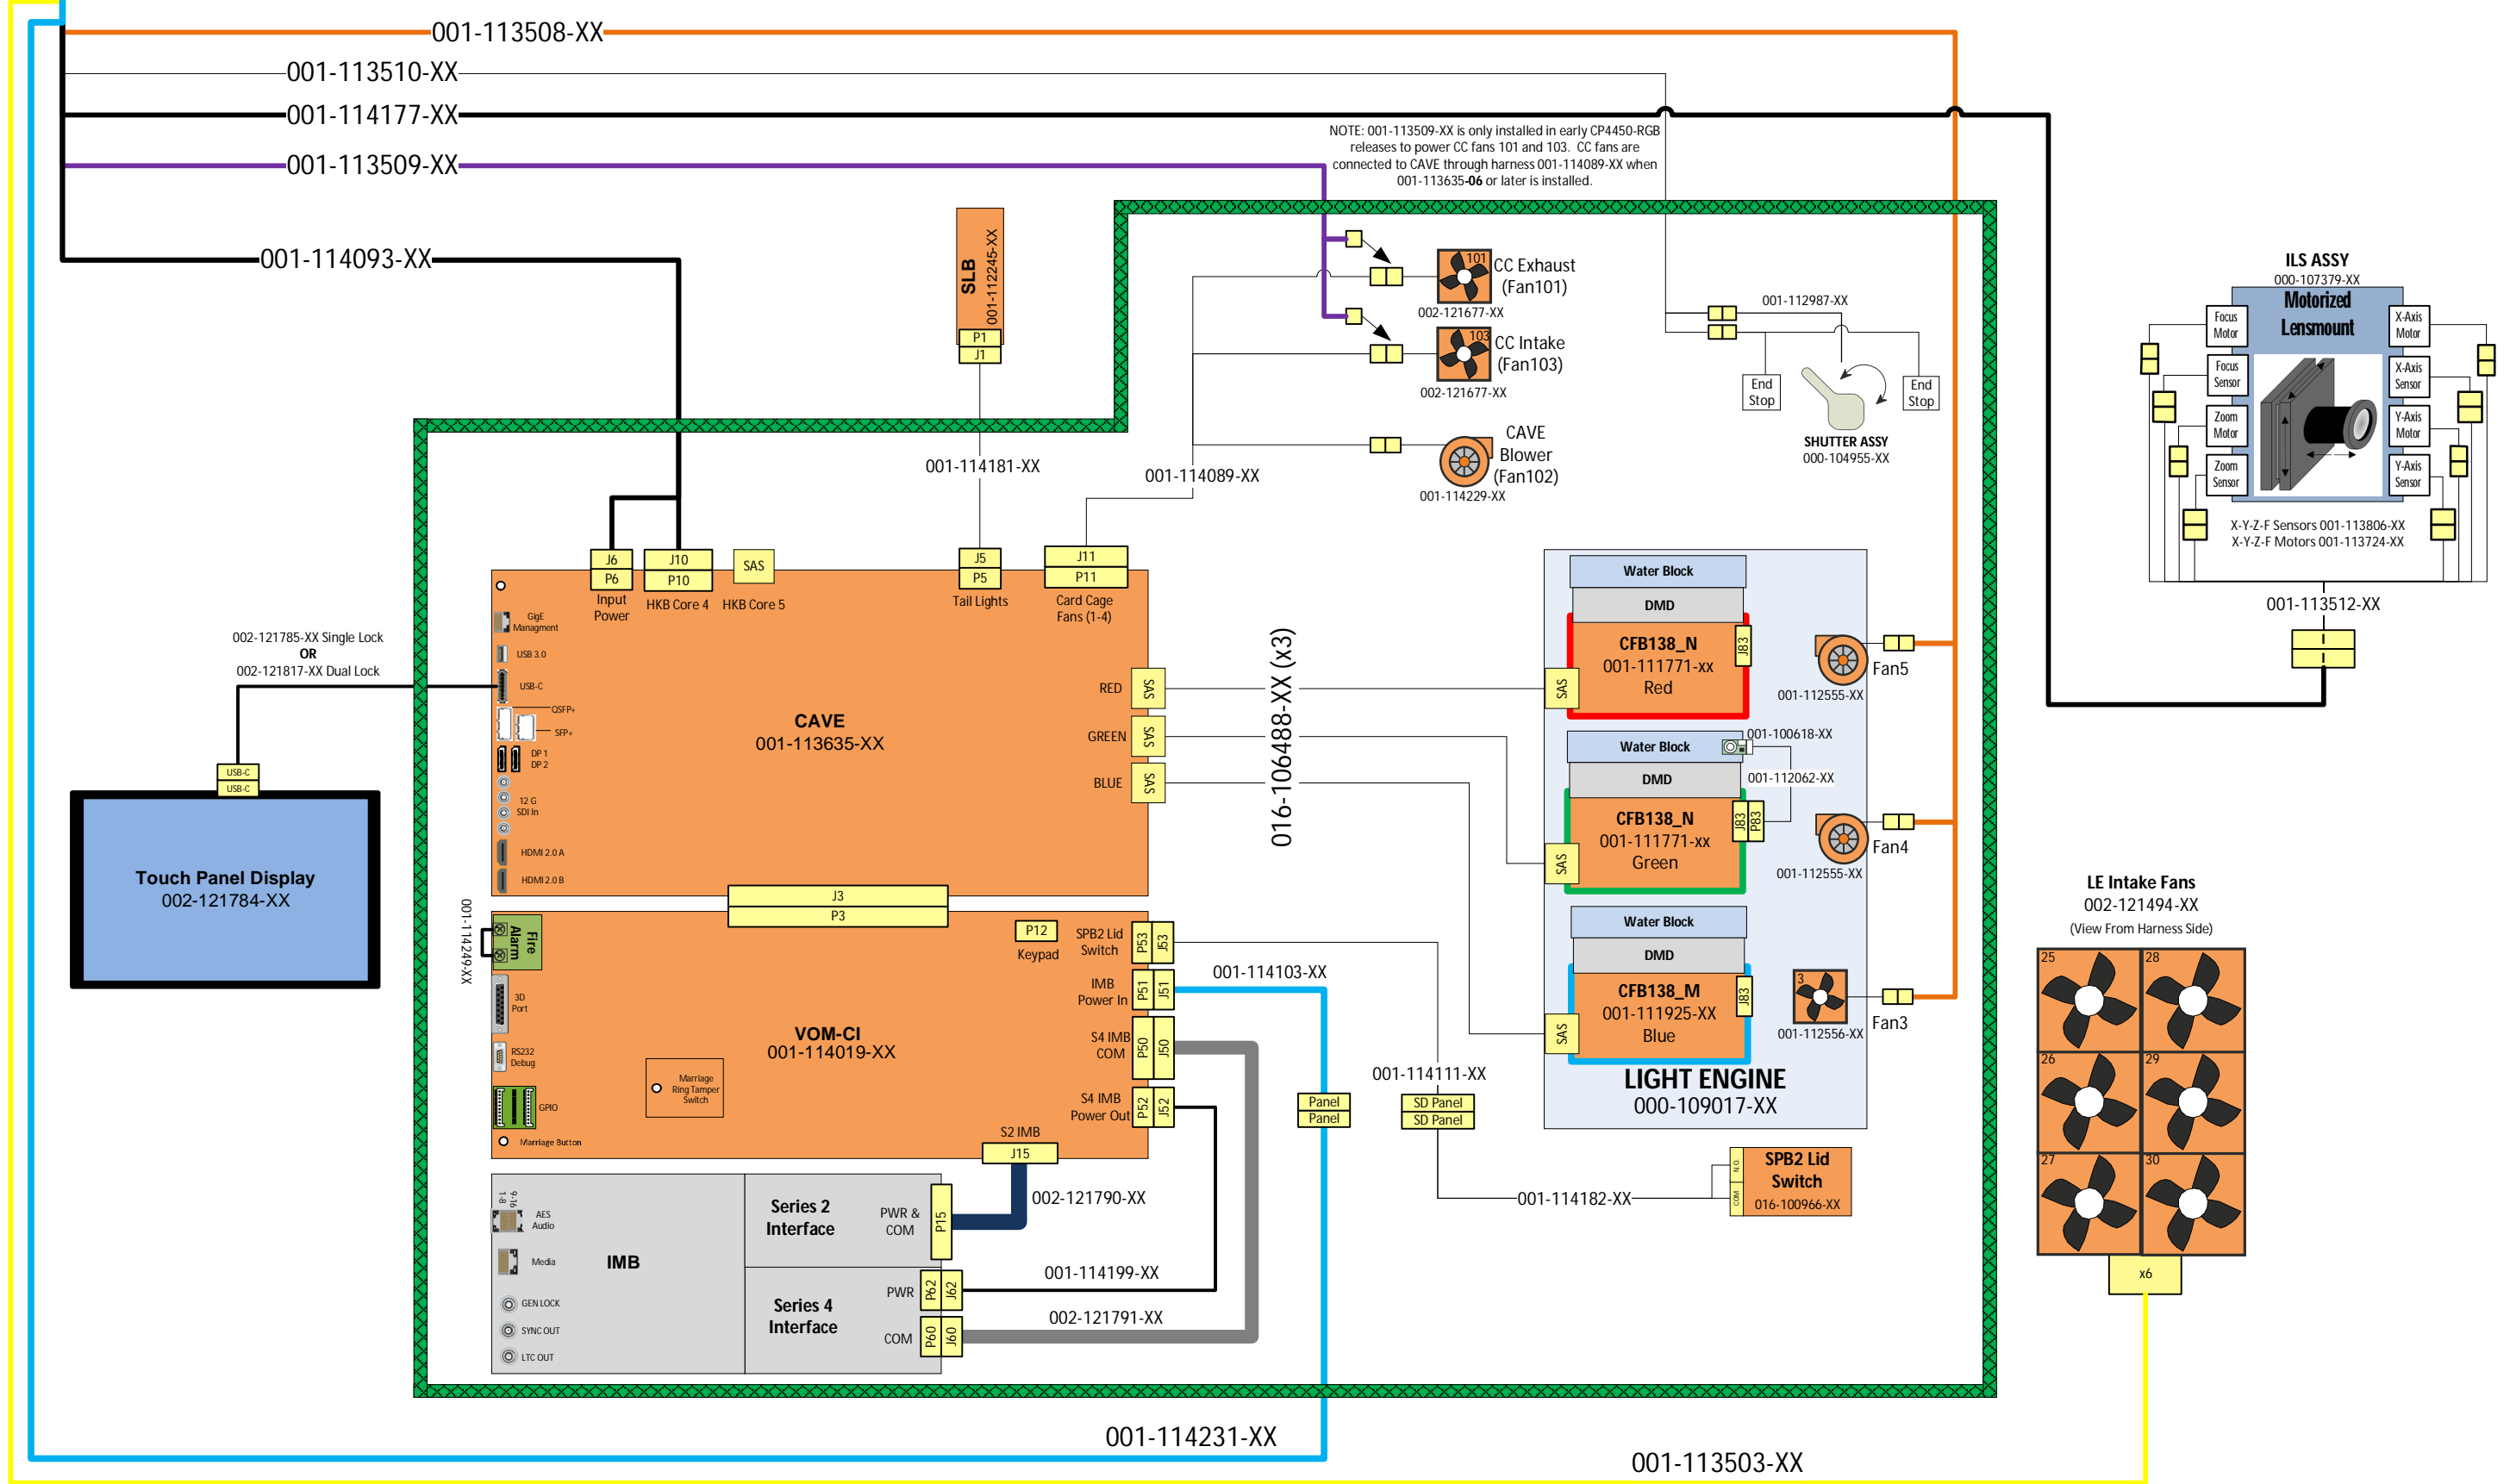 001-113508-XX
001-113510-XX
001-114177-XX
001-113509-XX
001-114093-XX
NOTE: 001-113509-XX is only installed in early CP4450-RGB
releases to power CC fans 101 and 103. CC fans are
connected to CAVE through harness 001-114089-XX when
001-113635-06 or later is installed.
SLB
001-112245-XX
P1
J1
001-114181-XX
101
CC Exhaust
(Fan101)
002-121677-XX
103
CC Intake
(Fan103)
002-121677-XX
CAVE
Blower
(Fan102)
001-114229-XX
001-114089-XX
001-112987-XX
End
Stop
End
Stop
SHUTTER ASSY
000-104955-XX
ILS ASSY
000-107379-XX
Motorized
Lensmount
Focus
Motor
Focus
Sensor
Zoom
Motor
Zoom
Sensor
X-Axis
Motor
X-Axis
Sensor
Y-Axis
Motor
Y-Axis
Sensor
X-Y-Z-F Sensors 001-113806-XX
X-Y-Z-F Motors 001-113724-XX
001-113512-XX
J6
P6
Input
Power
J10
P10
HKB Core 4
SAS
HKB Core 5
J5
P5
Tail Lights
J11
P11
Card Cage
Fans (1-4)
GigE
Managment
USB 3.0
USB-C
QSFP+
SFP+
DP 1
DP 2
12 G
SDI In
HDMI 2.0 A
HDMI 2.0 B
CAVE
001-113635-XX
RED
SAS
GREEN
SAS
BLUE
SAS
016-106488-XX (x3)
002-121785-XX Single Lock
OR
002-121817-XX Dual Lock
USB-C
USB-C
Touch Panel Display
002-121784-XX
LIGHT ENGINE
000-109017-XX
Water Block
DMD
CFB138_N
001-111771-xx
Red
SAS
J83
Fan5
001-112555-XX
Water Block
001-100618-XX
DMD
001-112062-XX
CFB138_N
001-111771-xx
Green
SAS
J83
P83
Fan4
001-112555-XX
Water Block
DMD
CFB138_M
001-111925-XX
Blue
SAS
J83
3
Fan3
001-112556-XX
LE Intake Fans
002-121494-XX
(View From Harness Side)
25
28
26
29
27
30
x6
J3
P3
001-114249-XX
Fire
Alarm
3D
Port
RS232
Debug
GPIO
Marriage Button
VOM-CI
001-114019-XX
Marriage
Ring Tamper
Switch
P12
Keypad
SPB2 Lid
Switch
P53
J53
IMB
Power In
P51
J51
S4 IMB
COM
P50
J50
S4 IMB
Power Out
P52
J52
S2 IMB
J15
001-114103-XX
001-114111-XX
Panel
Panel
SD Panel
SD Panel
001-114182-XX
N.O.
COM
SPB2 Lid
Switch
016-100966-XX
9-16
1-8
AES
Audio
Media
GEN LOCK
SYNC OUT
LTC OUT
IMB
Series 2
Interface
PWR &
COM
P15
002-121790-XX
Series 4
Interface
PWR
P62
J62
001-114199-XX
COM
P60
J60
002-121791-XX
001-114231-XX
001-113503-XX